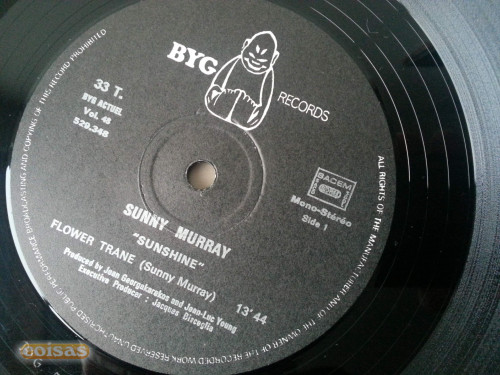 BYG
RECORDS
33 T.
BYG ACTUEL
Vol. 48
529.348
SACEM
Mono-Stéréo
Side 1
SUNNY MURRAY
"SUNSHINE"
FLOWER TRANE (Sunny Murray)
13'44
Produced by Jean Georgakarakos and Jean-Luc Young
Executive Producer : Jacques Bisceglia
ALL RIGHTS OF THE MANUFACTURER AND OF THE OWNER OF THE RECORDED WORK RESERVED UNAUTHORISED PUBLIC PERFORMANCE BROADCASTING AND COPYING OF THIS RECORD PROHIBITED
coisas